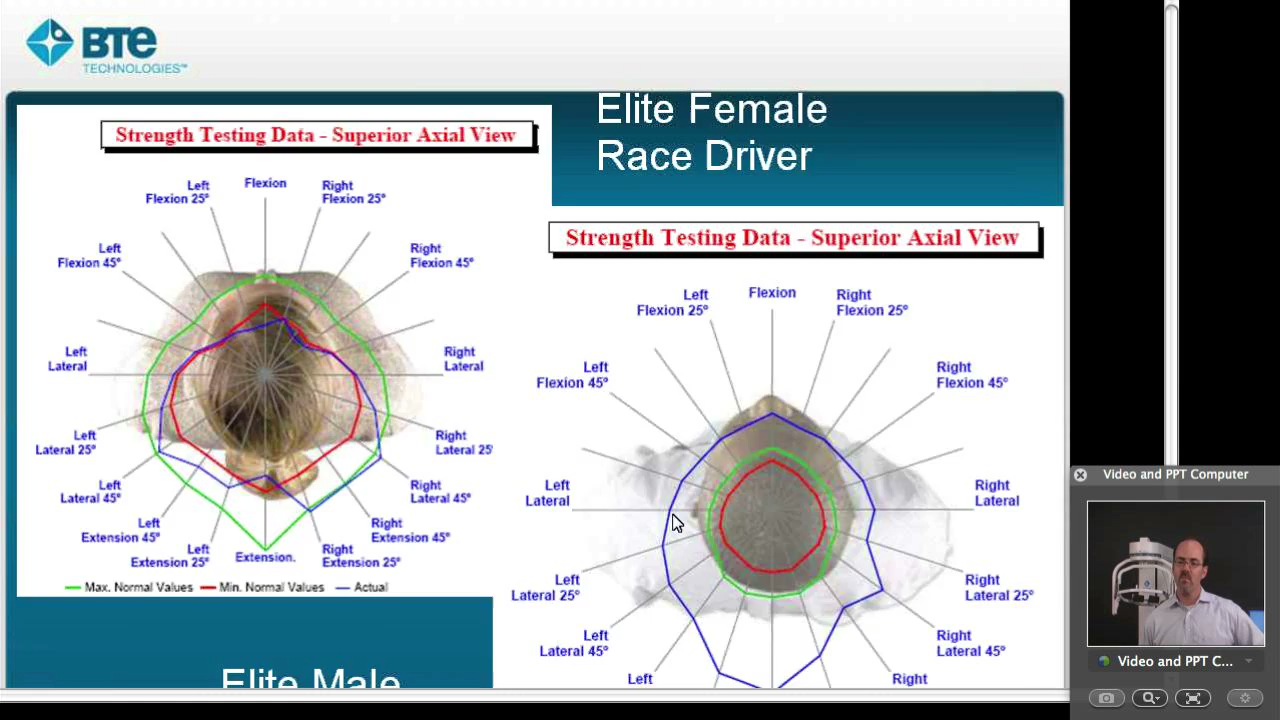 BTE
TECHNOLOGIES™
Elite Female
Race Driver
Strength Testing Data - Superior Axial View
Flexion
Left
Flexion 25°
Right
Flexion 25°
Left
Flexion 45°
Right
Flexion 45°
Left
Lateral
Right
Lateral
Left
Lateral 25°
Right
Lateral 25°
Left
Lateral 45°
Right
Lateral 45°
Left
Extension 45°
Right
Extension 45°
Left
Extension 25°
Extension.
Right
Extension 25°
Max. Normal Values Min. Normal Values Actual
Elite Male
Strength Testing Data - Superior Axial View
Flexion
Left
Flexion 25°
Right
Flexion 25°
Left
Flexion 45°
Right
Flexion 45°
Left
Lateral
Right
Lateral
Left
Lateral 25°
Right
Lateral 25°
Left
Lateral 45°
Right
Lateral 45°
Left
Right
Video and PPT Computer
Video and PPT C...